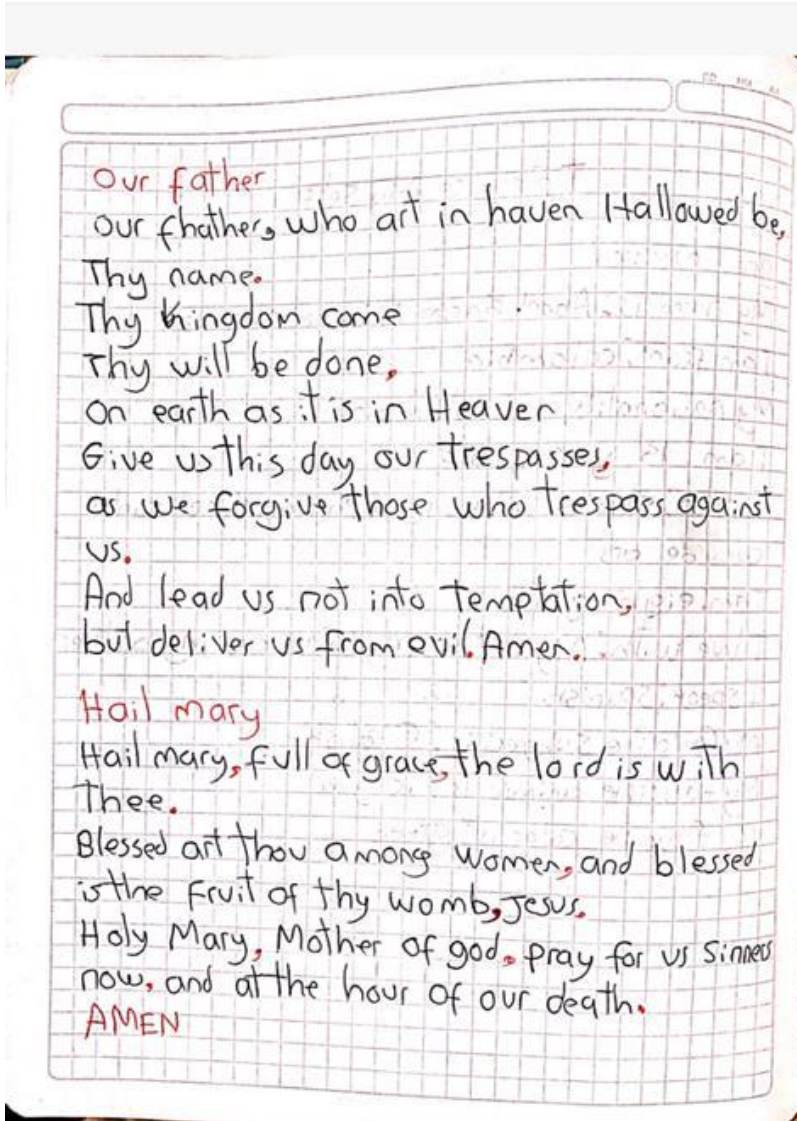 Our father
our fhather, who art in haven Hallowed be,
Thy name.
Thy Kingdom come
Thy will be done,
On earth as it is in Heaven
Give us this day our trespasses,
as we forgive those who trespass against
us.
And lead us not into temptation,
but deliver us from evil. Amen.
Hail mary
Hail mary, full of grace, the lord is with
Thee.
Blessed art thou among women, and blessed
is the fruit of thy womb, Jesus.
Holy Mary, Mother of god, pray for us sinners
now, and at the hour of our death.
AMEN